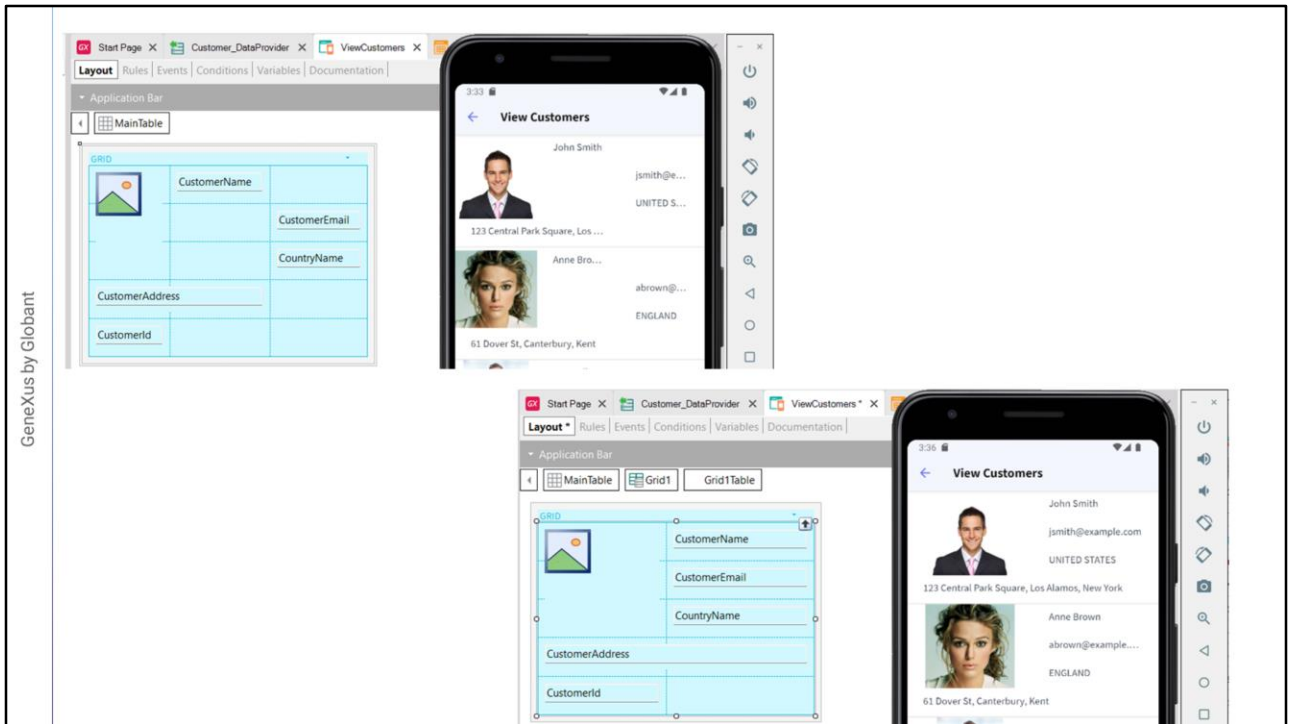 GeneXus by Globant
GX Start Page X Customer_DataProvider X ViewCustomers X
Layout Rules Events Conditions Variables Documentation
Application Bar
MainTable
GRID
CustomerName
CustomerEmail
CountryName
CustomerAddress
CustomerId
3:33
View Customers
John Smith
jsmith@e...
UNITED S...
123 Central Park Square, Los ...
Anne Bro...
abrown@...
ENGLAND
61 Dover St, Canterbury, Kent
GX Start Page X Customer_DataProvider X ViewCustomers * X
Layout * Rules Events Conditions Variables Documentation
Application Bar
MainTable Grid1 Grid1Table
GRID
CustomerName
CustomerEmail
CountryName
CustomerAddress
CustomerId
3:36
View Customers
John Smith
jsmith@example.com
UNITED STATES
123 Central Park Square, Los Alamos, New York
Anne Brown
abrown@example....
ENGLAND
61 Dover St, Canterbury, Kent